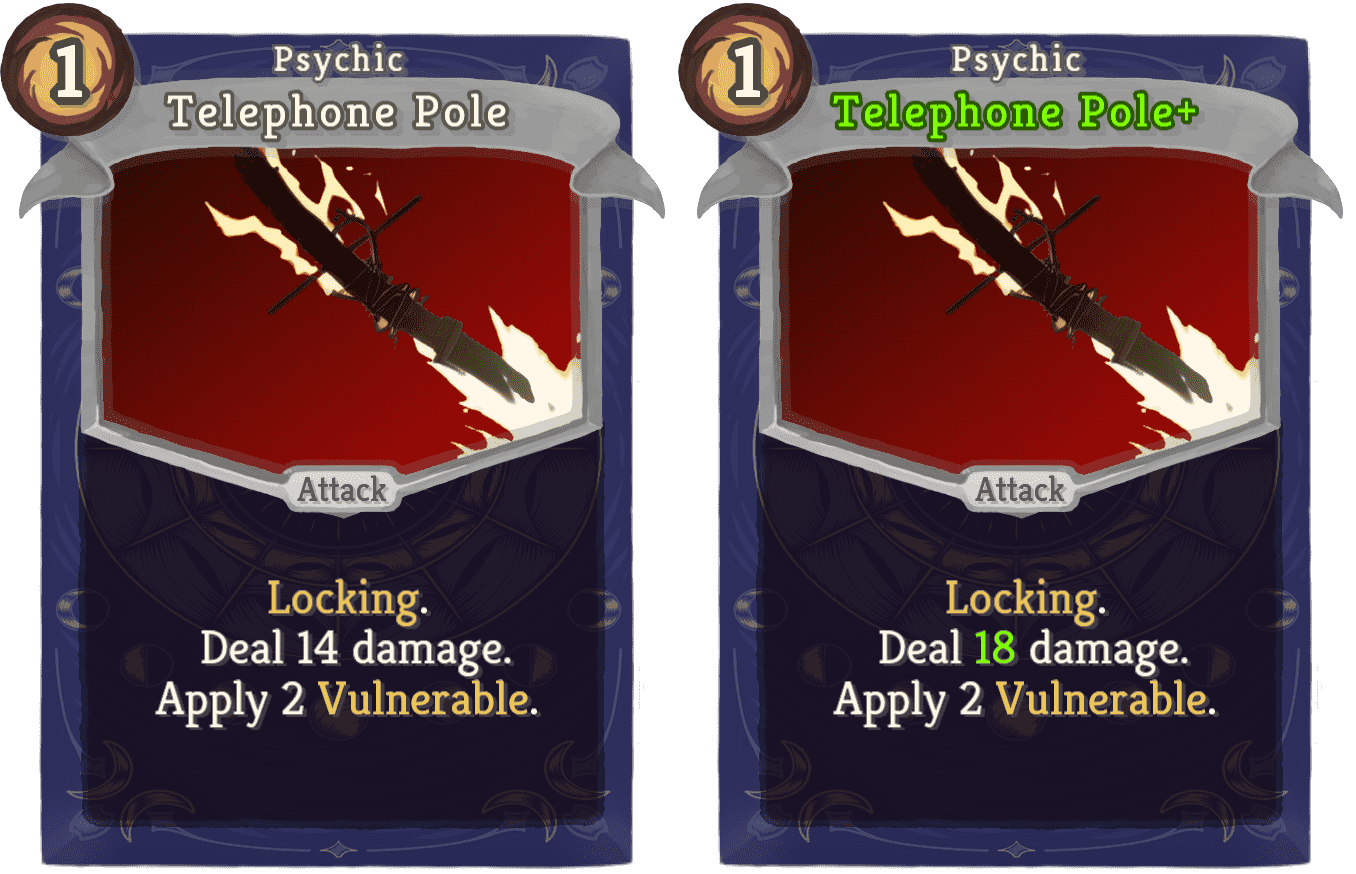 1
Psychic
Telephone Pole
Attack
Locking.
Deal 14 damage.
Apply 2 Vulnerable.
1
Psychic
Telephone Pole+
Attack
Locking.
Deal 18 damage.
Apply 2 Vulnerable.